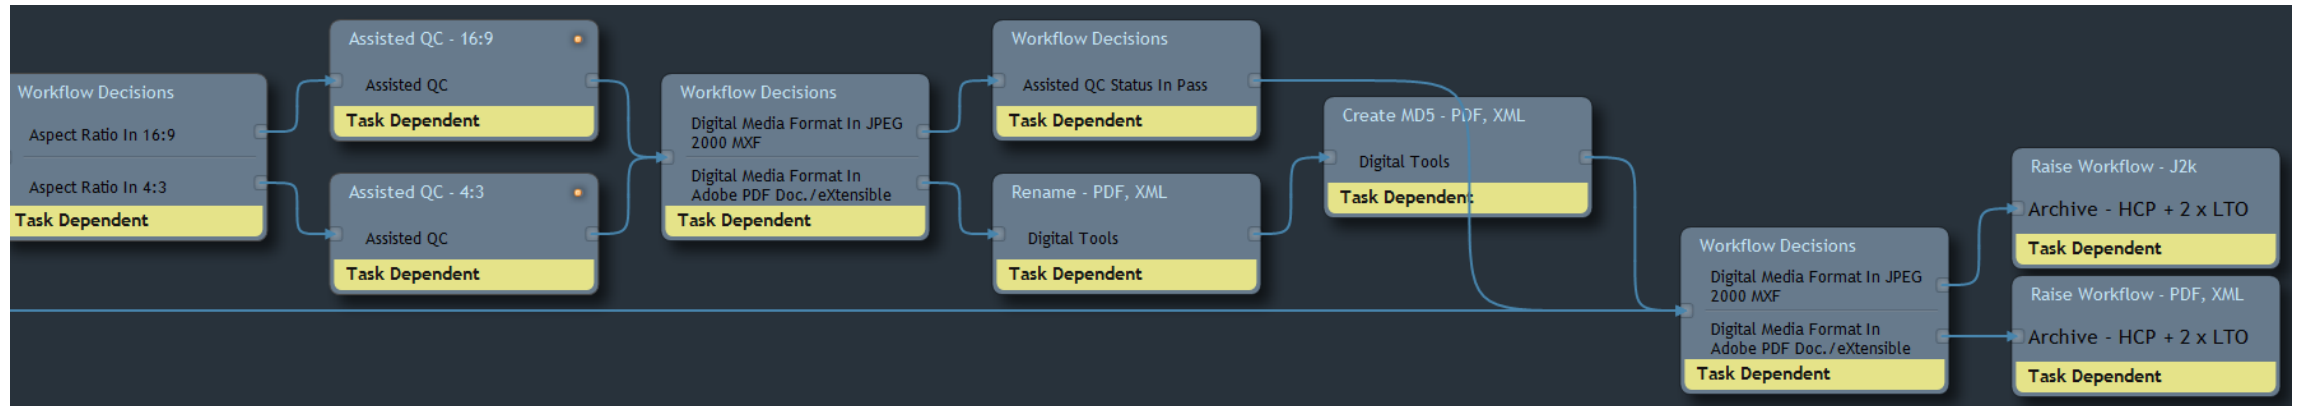 Workflow Decisions
Aspect Ratio In 16:9
Aspect Ratio In 4:3
Task Dependent
Assisted QC - 16:9
Assisted QC
Task Dependent
Assisted QC - 4:3
Assisted QC
Task Dependent
Workflow Decisions
Digital Media Format In JPEG
2000 MXF
Digital Media Format In
Adobe PDF Doc./eXtensible
Task Dependent
Workflow Decisions
Assisted QC Status In Pass
Task Dependent
Rename - PDF, XML
Digital Tools
Task Dependent
Create MD5 - PDF, XML
Digital Tools
Task Dependent
Workflow Decisions
Digital Media Format In JPEG
2000 MXF
Digital Media Format In
Adobe PDF Doc./eXtensible
Task Dependent
Raise Workflow - J2k
Archive - HCP + 2 x LTO
Task Dependent
Raise Workflow - PDF, XML
Archive - HCP + 2 x LTO
Task Dependent